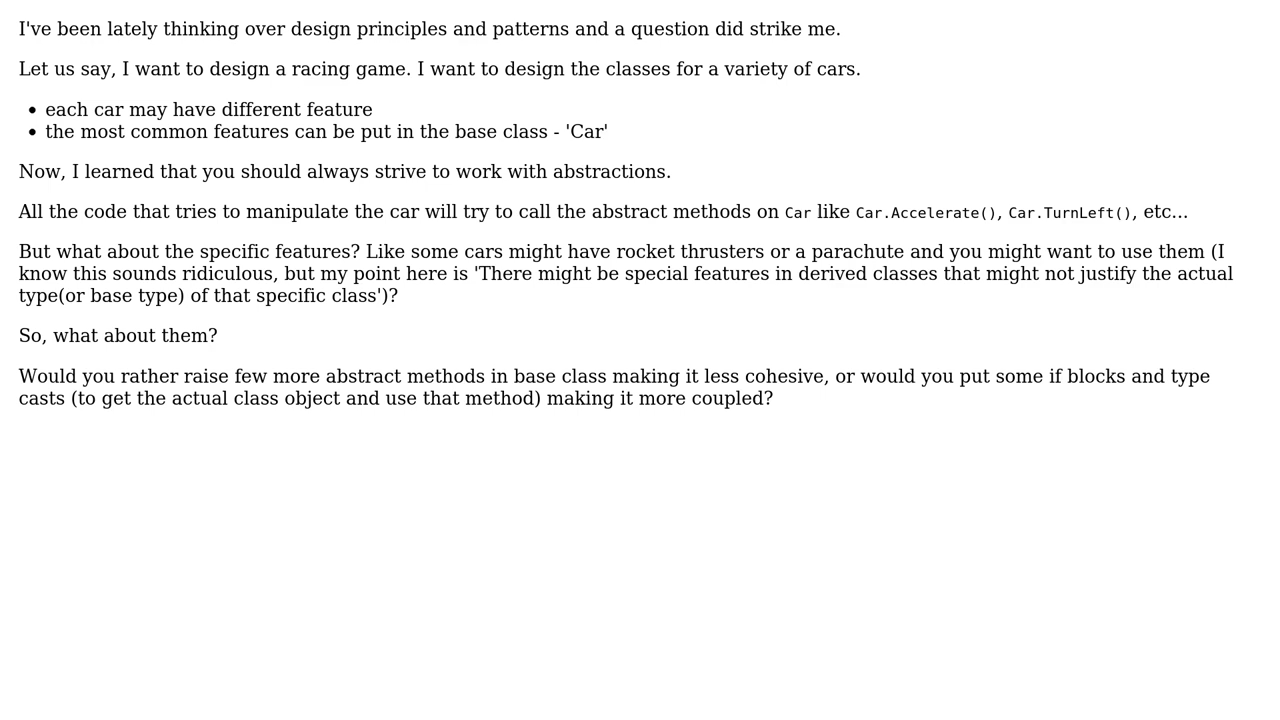 I've been lately thinking over design principles and patterns and a question did strike me.
Let us say, I want to design a racing game. I want to design the classes for a variety of cars.
• each car may have different feature
• the most common features can be put in the base class - 'Car'
Now, I learned that you should always strive to work with abstractions.
All the code that tries to manipulate the car will try to call the abstract methods on Car like Car.Accelerate(), Car.TurnLeft(), etc...
But what about the specific features? Like some cars might have rocket thrusters or a parachute and you might want to use them (I
know this sounds ridiculous, but my point here is 'There might be special features in derived classes that might not justify the actual
type(or base type) of that specific class')?
So, what about them?
Would you rather raise few more abstract methods in base class making it less cohesive, or would you put some if blocks and type
casts (to get the actual class object and use that method) making it more coupled?